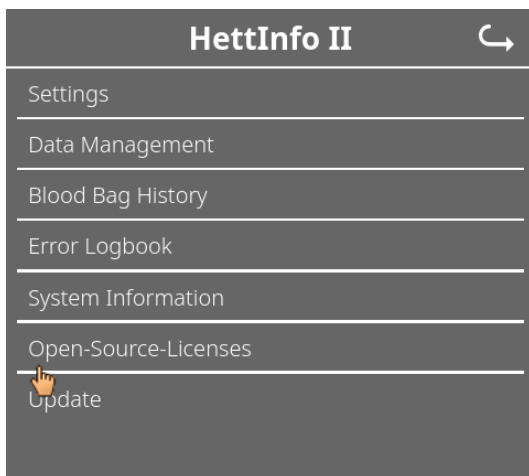 HettInfo II
Settings
Data Management
Blood Bag History
Error Logbook
System Information
Open-Source-Licenses
Update